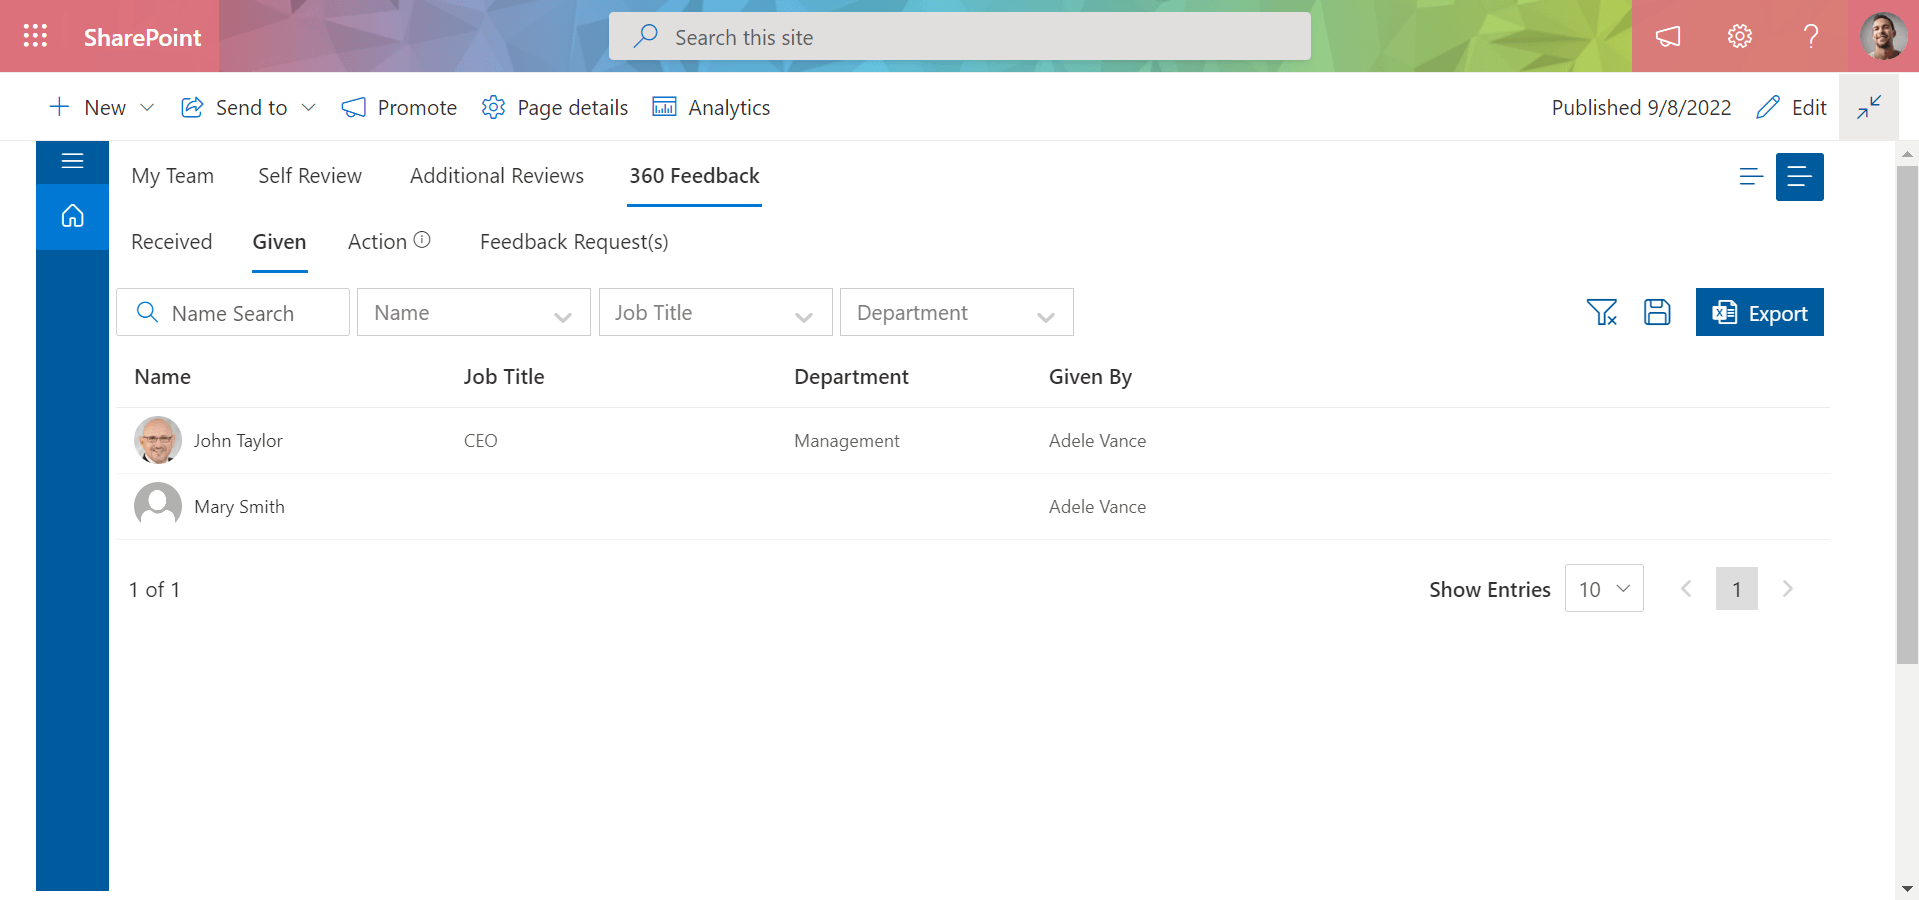 SharePoint
Search this site
New
Send to
Promote
Page details
Analytics
Published 9/8/2022
Edit
My Team
Self Review
Additional Reviews
360 Feedback
Received
Given
Action
Feedback Request(s)
Name Search
Name
Job Title
Department
Export
Name Job Title Department Given By
John Taylor CEO Management Adele Vance
Mary Smith Adele Vance
1 of 1
Show Entries 10
1